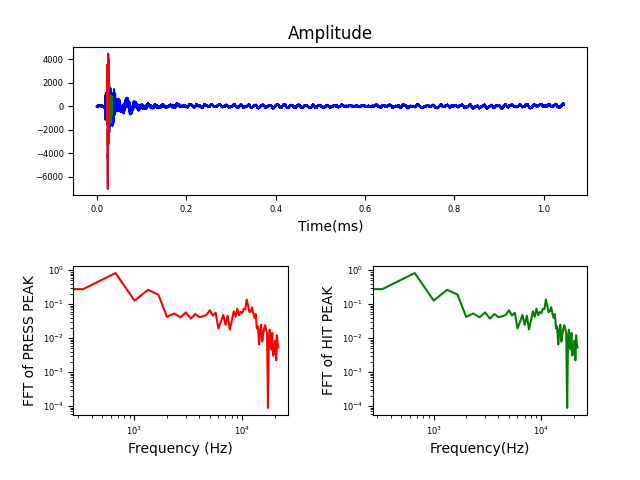 Amplitude
4000
2000
0
−2000
−4000
−6000
0.0 0.2 0.4 0.6 0.8 1.0
Time(ms)
FFT of PRESS PEAK
10⁰
10⁻¹
10⁻²
10⁻³
10⁻⁴
10³ 10⁴
Frequency (Hz)
FFT of HIT PEAK
10⁰
10⁻¹
10⁻²
10⁻³
10⁻⁴
10³ 10⁴
Frequency(Hz)